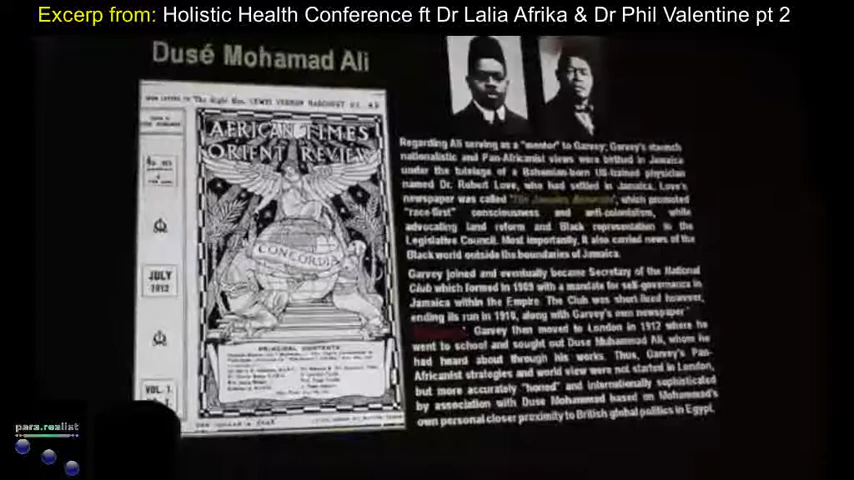 Excerp from: Holistic Health Conference ft Dr Lalia Afrika & Dr Phil Valentine pt 2
Dusé Mohamad Ali
AFRICAN TIMES
ORIENT REVIEW
CONCORDIA
JULY
1912
PRINCIPAL CONTENTS
VOL. 1.
Regarding Ali serving as a "mentor" to Garvey; Garvey's staunch
nationalistic and Pan-Africanist views were birthed in Jamaica
under the tutelage of a Bahamian-born US-trained physician
named Dr. Robert Love, who had settled in Jamaica. Love's
newspaper was called "The Jamaica Advocate", which promoted
"race-first" consciousness and anti-colonialism, while
advocating land reform and Black representation in the
Legislative Council. Most importantly, it also carried news of the
Black world outside the boundaries of Jamaica.
Garvey joined and eventually became Secretary of the National
Club which formed in 1909 with a mandate for self-governance in
Jamaica within the Empire. The Club was short lived however,
ending its run in 1910, along with Garvey's own newspaper
Garvey then moved to London in 1912 where he
went to school and sought out Duse Muhammad Ali, whom he
had heard about through his works. Thus, Garvey's Pan-
Africanist strategies and world view were not started in London,
but more accurately "honed" and internationally sophisticated
by association with Duse Mohammad based on Mohammad's
own personal closer proximity to British global politics in Egypt.
para.realist